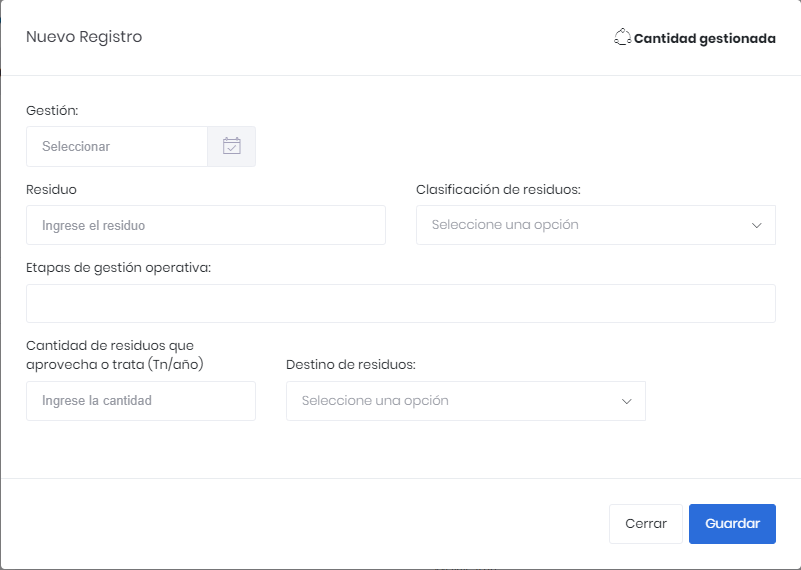 Nuevo Registro
Cantidad gestionada
Gestión:
Seleccionar
Residuo
Clasificación de residuos:
Ingrese el residuo
Seleccione una opción
Etapas de gestión operativa:
Cantidad de residuos que
aprovecha o trata (Tn/año)
Destino de residuos:
Ingrese la cantidad
Seleccione una opción
Cerrar
Guardar